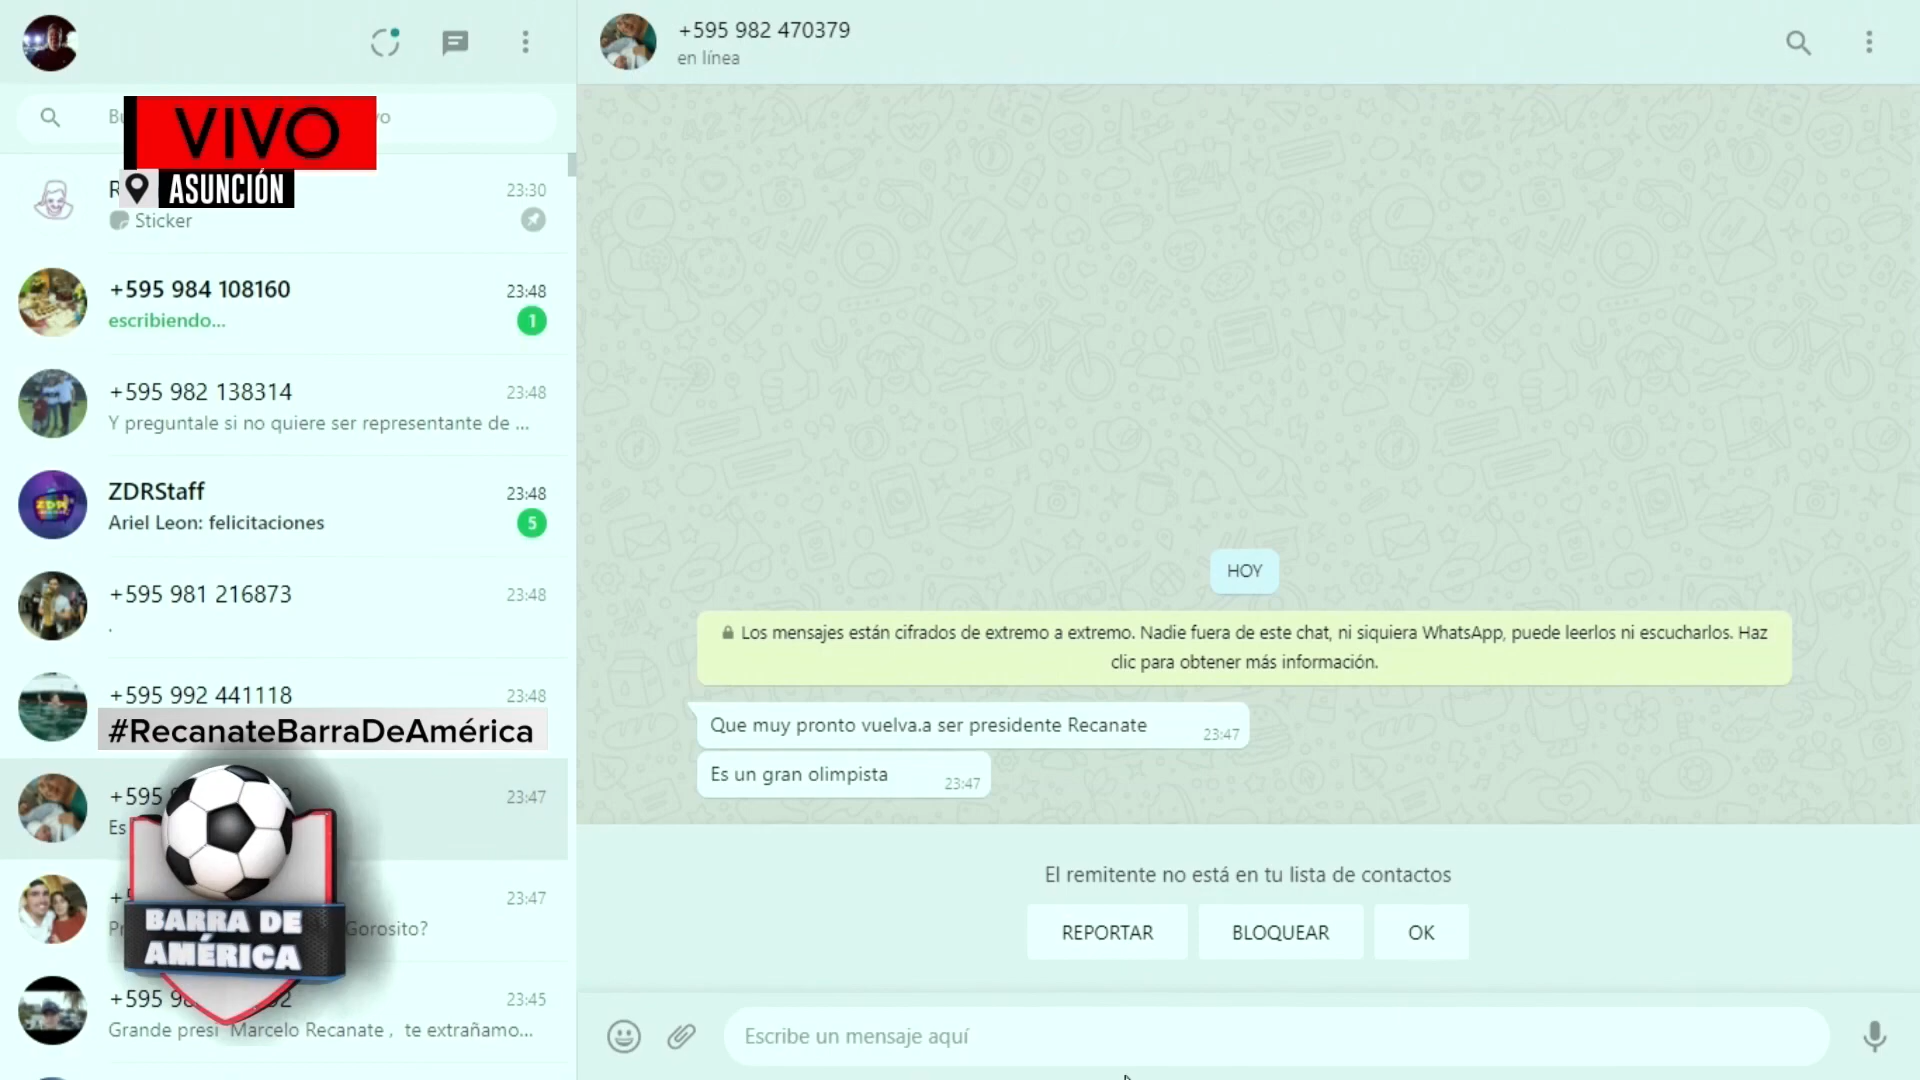 +595 982 470379
en línea
VIVO
ASUNCIÓN
23:30
Sticker
+595 984 108160
23:48
escribiendo...
1
+595 982 138314
23:48
Y preguntale si no quiere ser representante de ...
ZDRStaff
23:48
Ariel Leon: felicitaciones
5
+595 981 216873
23:48
.
+595 992 441118
23:48
#RecanateBarraDeAmérica
+595
23:47
Es
23:47
Gorosito?
BARRA DE
AMÉRICA
+595
23:45
Grande presi Marcelo Recanate , te extrañamo...
HOY
Los mensajes están cifrados de extremo a extremo. Nadie fuera de este chat, ni siquiera WhatsApp, puede leerlos ni escucharlos. Haz
clic para obtener más información.
Que muy pronto vuelva.a ser presidente Recanate
23:47
Es un gran olimpista
23:47
El remitente no está en tu lista de contactos
REPORTAR BLOQUEAR OK
Escribe un mensaje aquí